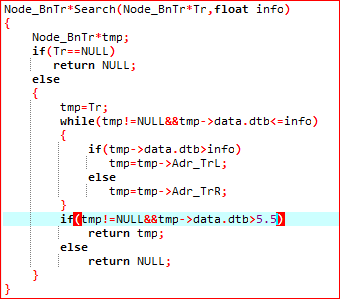 Node_BnTr*Search(Node_BnTr*Tr,float info)
{
    Node_BnTr*tmp;
    if(Tr==NULL)
       return NULL;
    else
    {
        tmp=Tr;
        while(tmp!=NULL&&tmp->data.dtb<=info)
        {
            if(tmp->data.dtb>info)
               tmp=tmp->Adr_TrL;
            else
               tmp=tmp->Adr_TrR;
        }
        if(tmp!=NULL&&tmp->data.dtb>5.5)
            return tmp;
        else
            return NULL;
    }
}